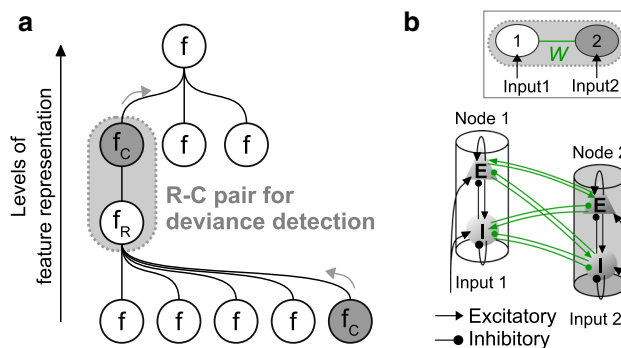 a
Levels of
feature representation
f
f_C
f
f
f_R
R-C pair for
deviance detection
f
f
f
f
f_C
b
1
2
W
Input1
Input2
Node 1
Node 2
E
E
I
I
Input 1
Input 2
Excitatory
Inhibitory